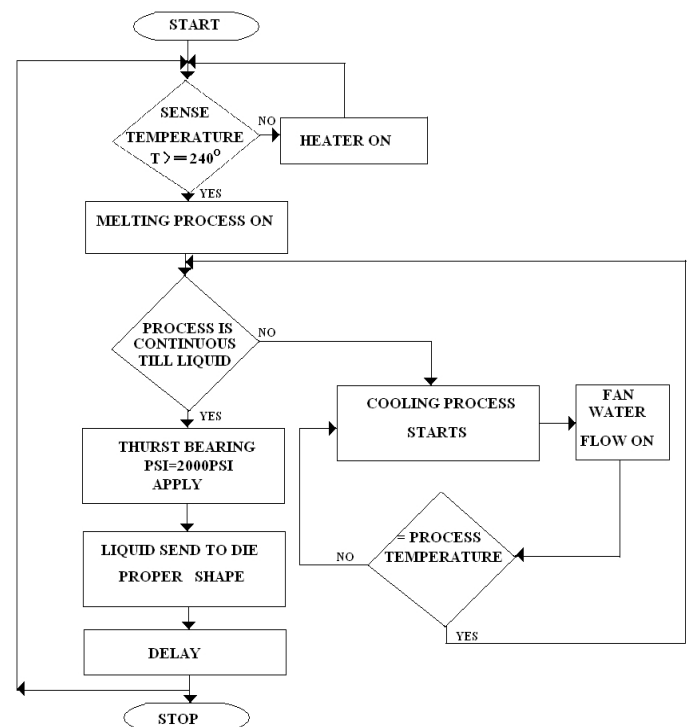 START
SENSE
TEMPERATURE
T >= 240°
NO
HEATER ON
YES
MELTING PROCESS ON
PROCESS IS
CONTINUOUS
TILL LIQUID
NO
YES
COOLING PROCESS
STARTS
FAN
WATER
FLOW ON
THURST BEARING
PSI=2000PSI
APPLY
= PROCESS
TEMPERATURE
NO
YES
LIQUID SEND TO DIE
PROPER SHAPE
DELAY
STOP